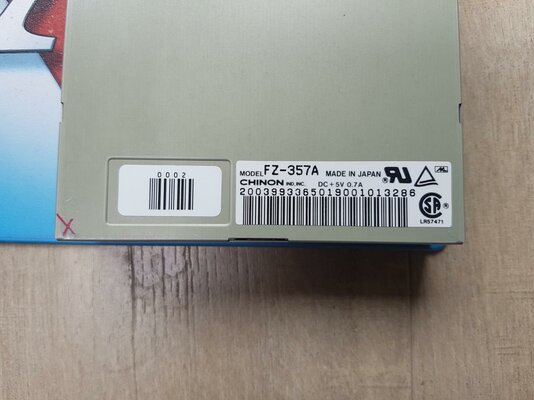 0002
MODEL FZ-357A MADE IN JAPAN
CHINON IND, INC. DC+5V 0.7A
2003993365019001013286
LR57471